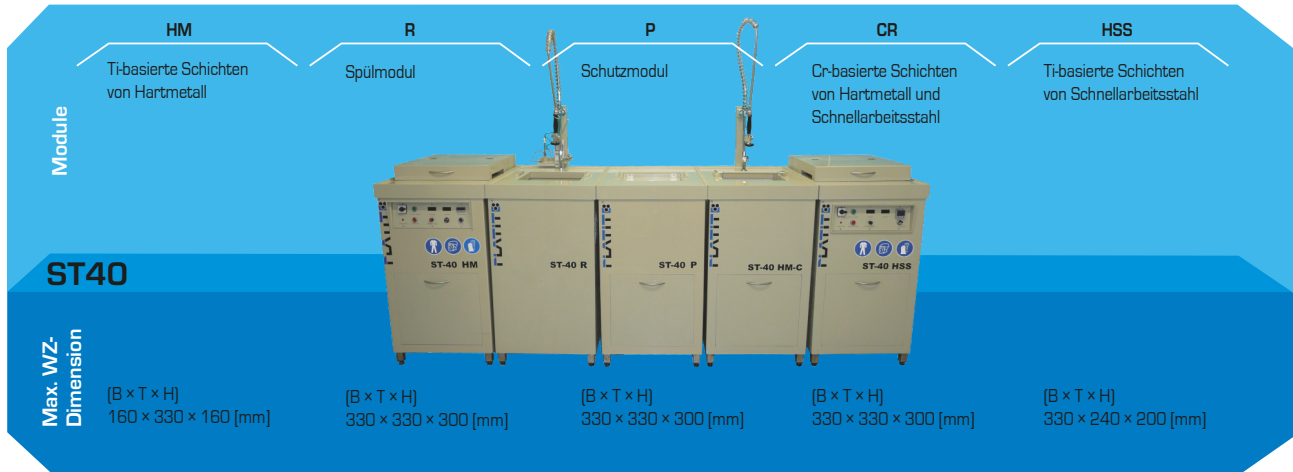 HM
Ti-basierte Schichten
von Hartmetall
R
Spülmodul
P
Schutzmodul
CR
Cr-basierte Schichten
von Hartmetall und
Schnellarbeitsstahl
HSS
Ti-basierte Schichten
von Schnellarbeitsstahl
Module
PLATIT
PLATIT
PLATIT
PLATIT
PLATIT
ST-40 HM
ST-40 R
ST-40 P
ST-40 HM-C
ST-40 HSS
ST40
Max. WZ-
Dimension
(B × T × H)
160 × 330 × 160 [mm]
(B × T × H)
330 × 330 × 300 [mm]
(B × T × H)
330 × 330 × 300 [mm]
(B × T × H)
330 × 330 × 300 [mm]
(B × T × H)
330 × 240 × 200 [mm]